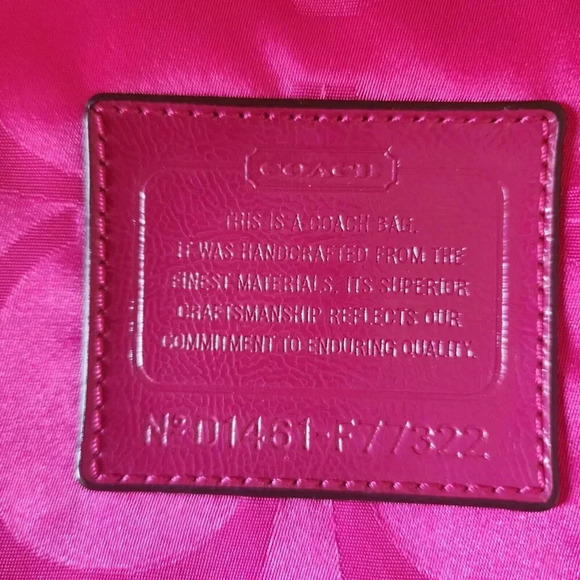 COACH
THIS IS A COACH BAG.
IT WAS HANDCRAFTED FROM THE
FINEST MATERIALS. ITS SUPERIOR
CRAFTSMANSHIP REFLECTS OUR
COMMITMENT TO ENDURING QUALITY.
Nº D1461-F77322